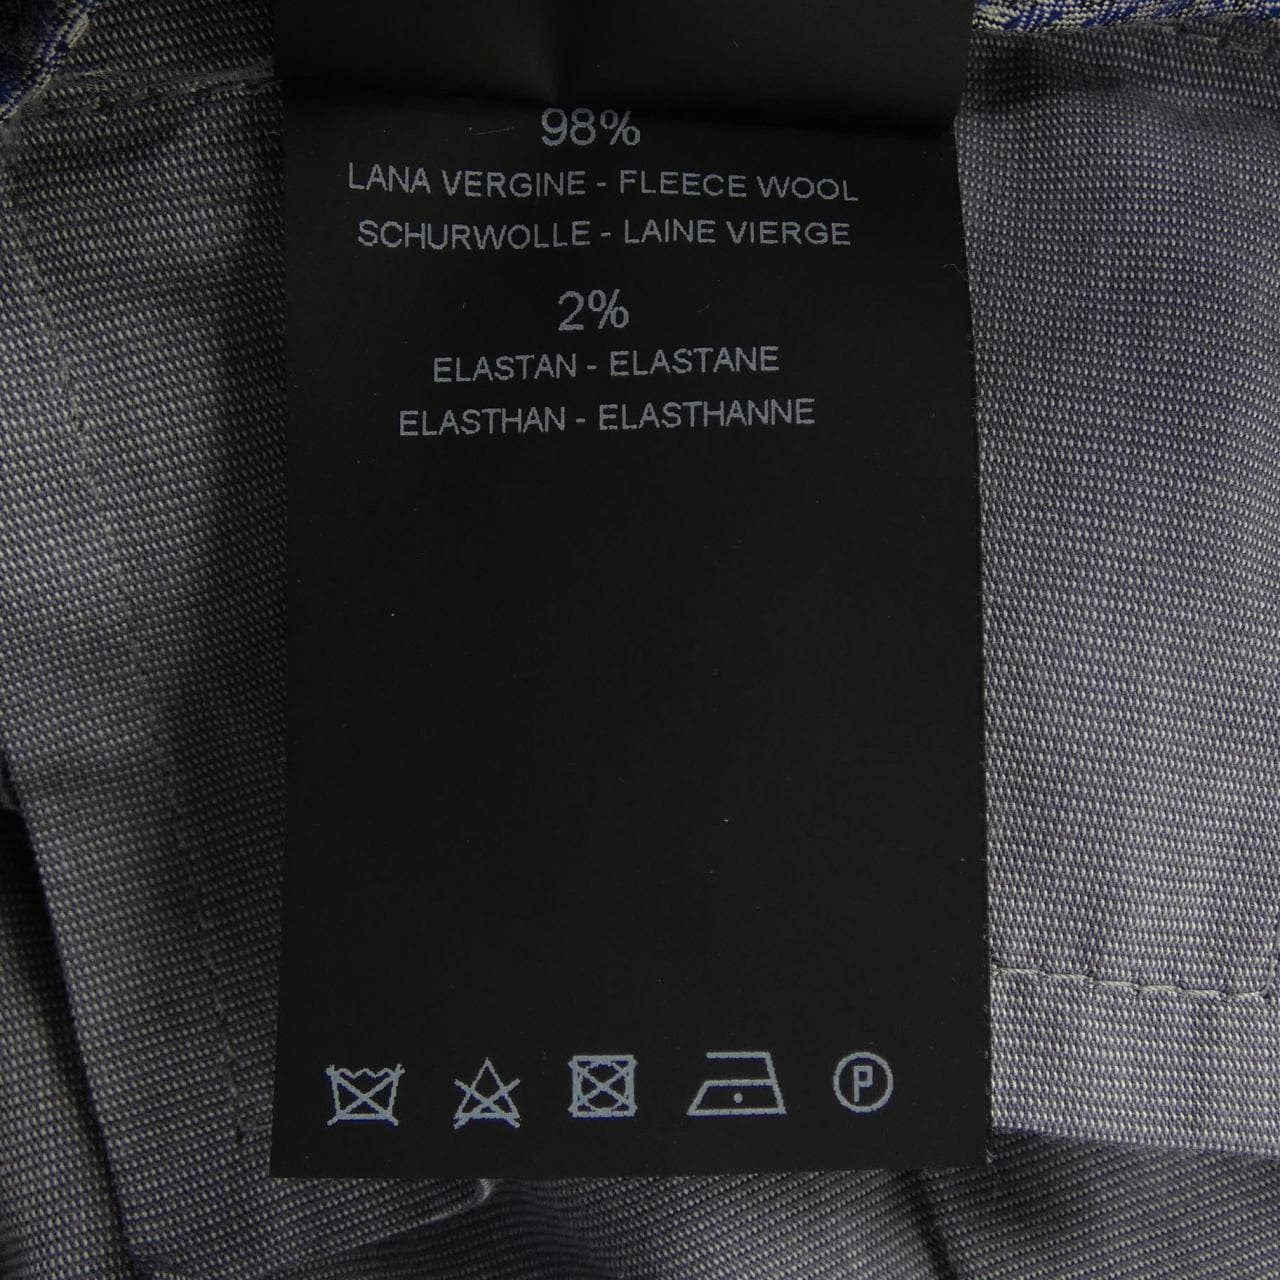 98%
LANA VERGINE - FLEECE WOOL
SCHURWOLLE - LAINE VIERGE
2%
ELASTAN - ELASTANE
ELASTHAN - ELASTHANNE
P